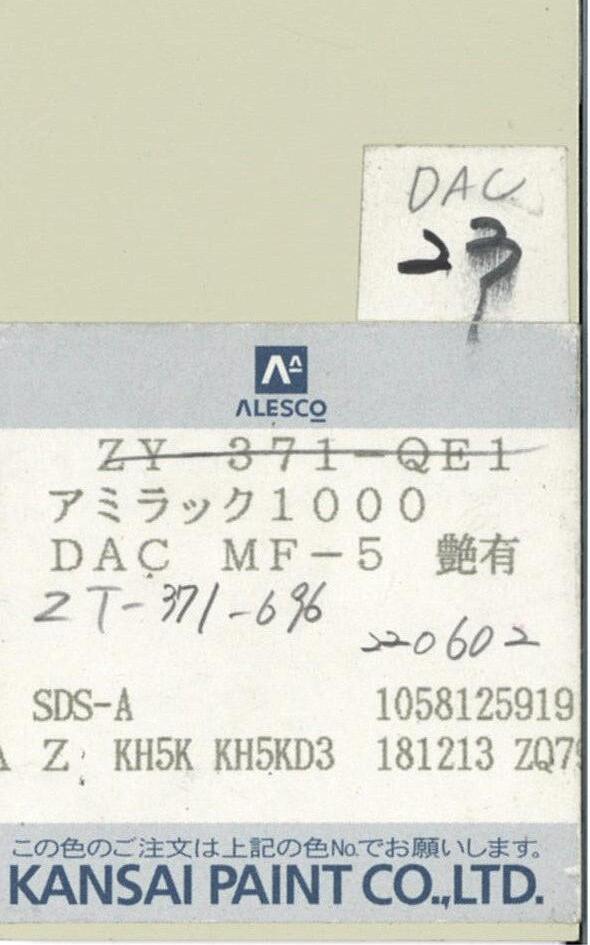 DAC
23
ALESCO
ZY 371-QE1
アミラック1000
DAC MF-5 艶有
ZT-371-696
220602
SDS-A 1058125919
Z KH5K KH5KD3 181213
この色のご注文は上記の色No.でお願いします。
KANSAI PAINT CO.,LTD.